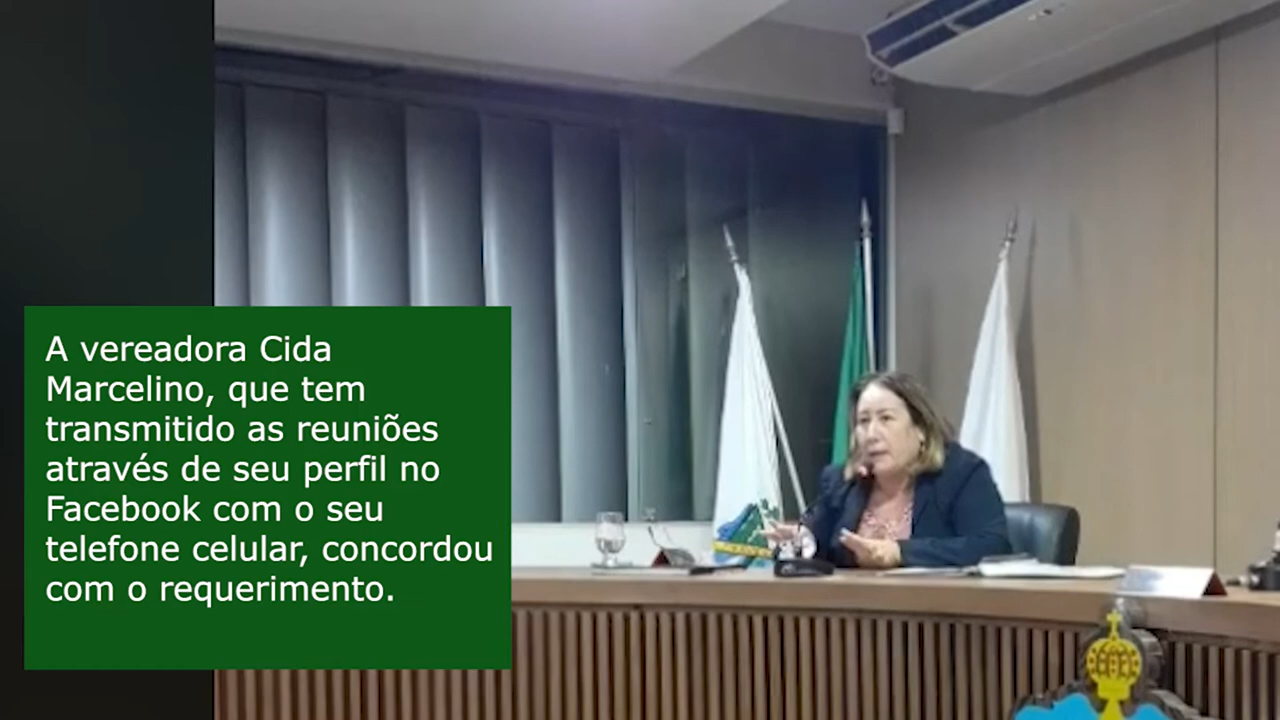 A vereadora Cida
Marcelino, que tem
transmitido as reuniões
através de seu perfil no
Facebook com o seu
telefone celular, concordou
com o requerimento.